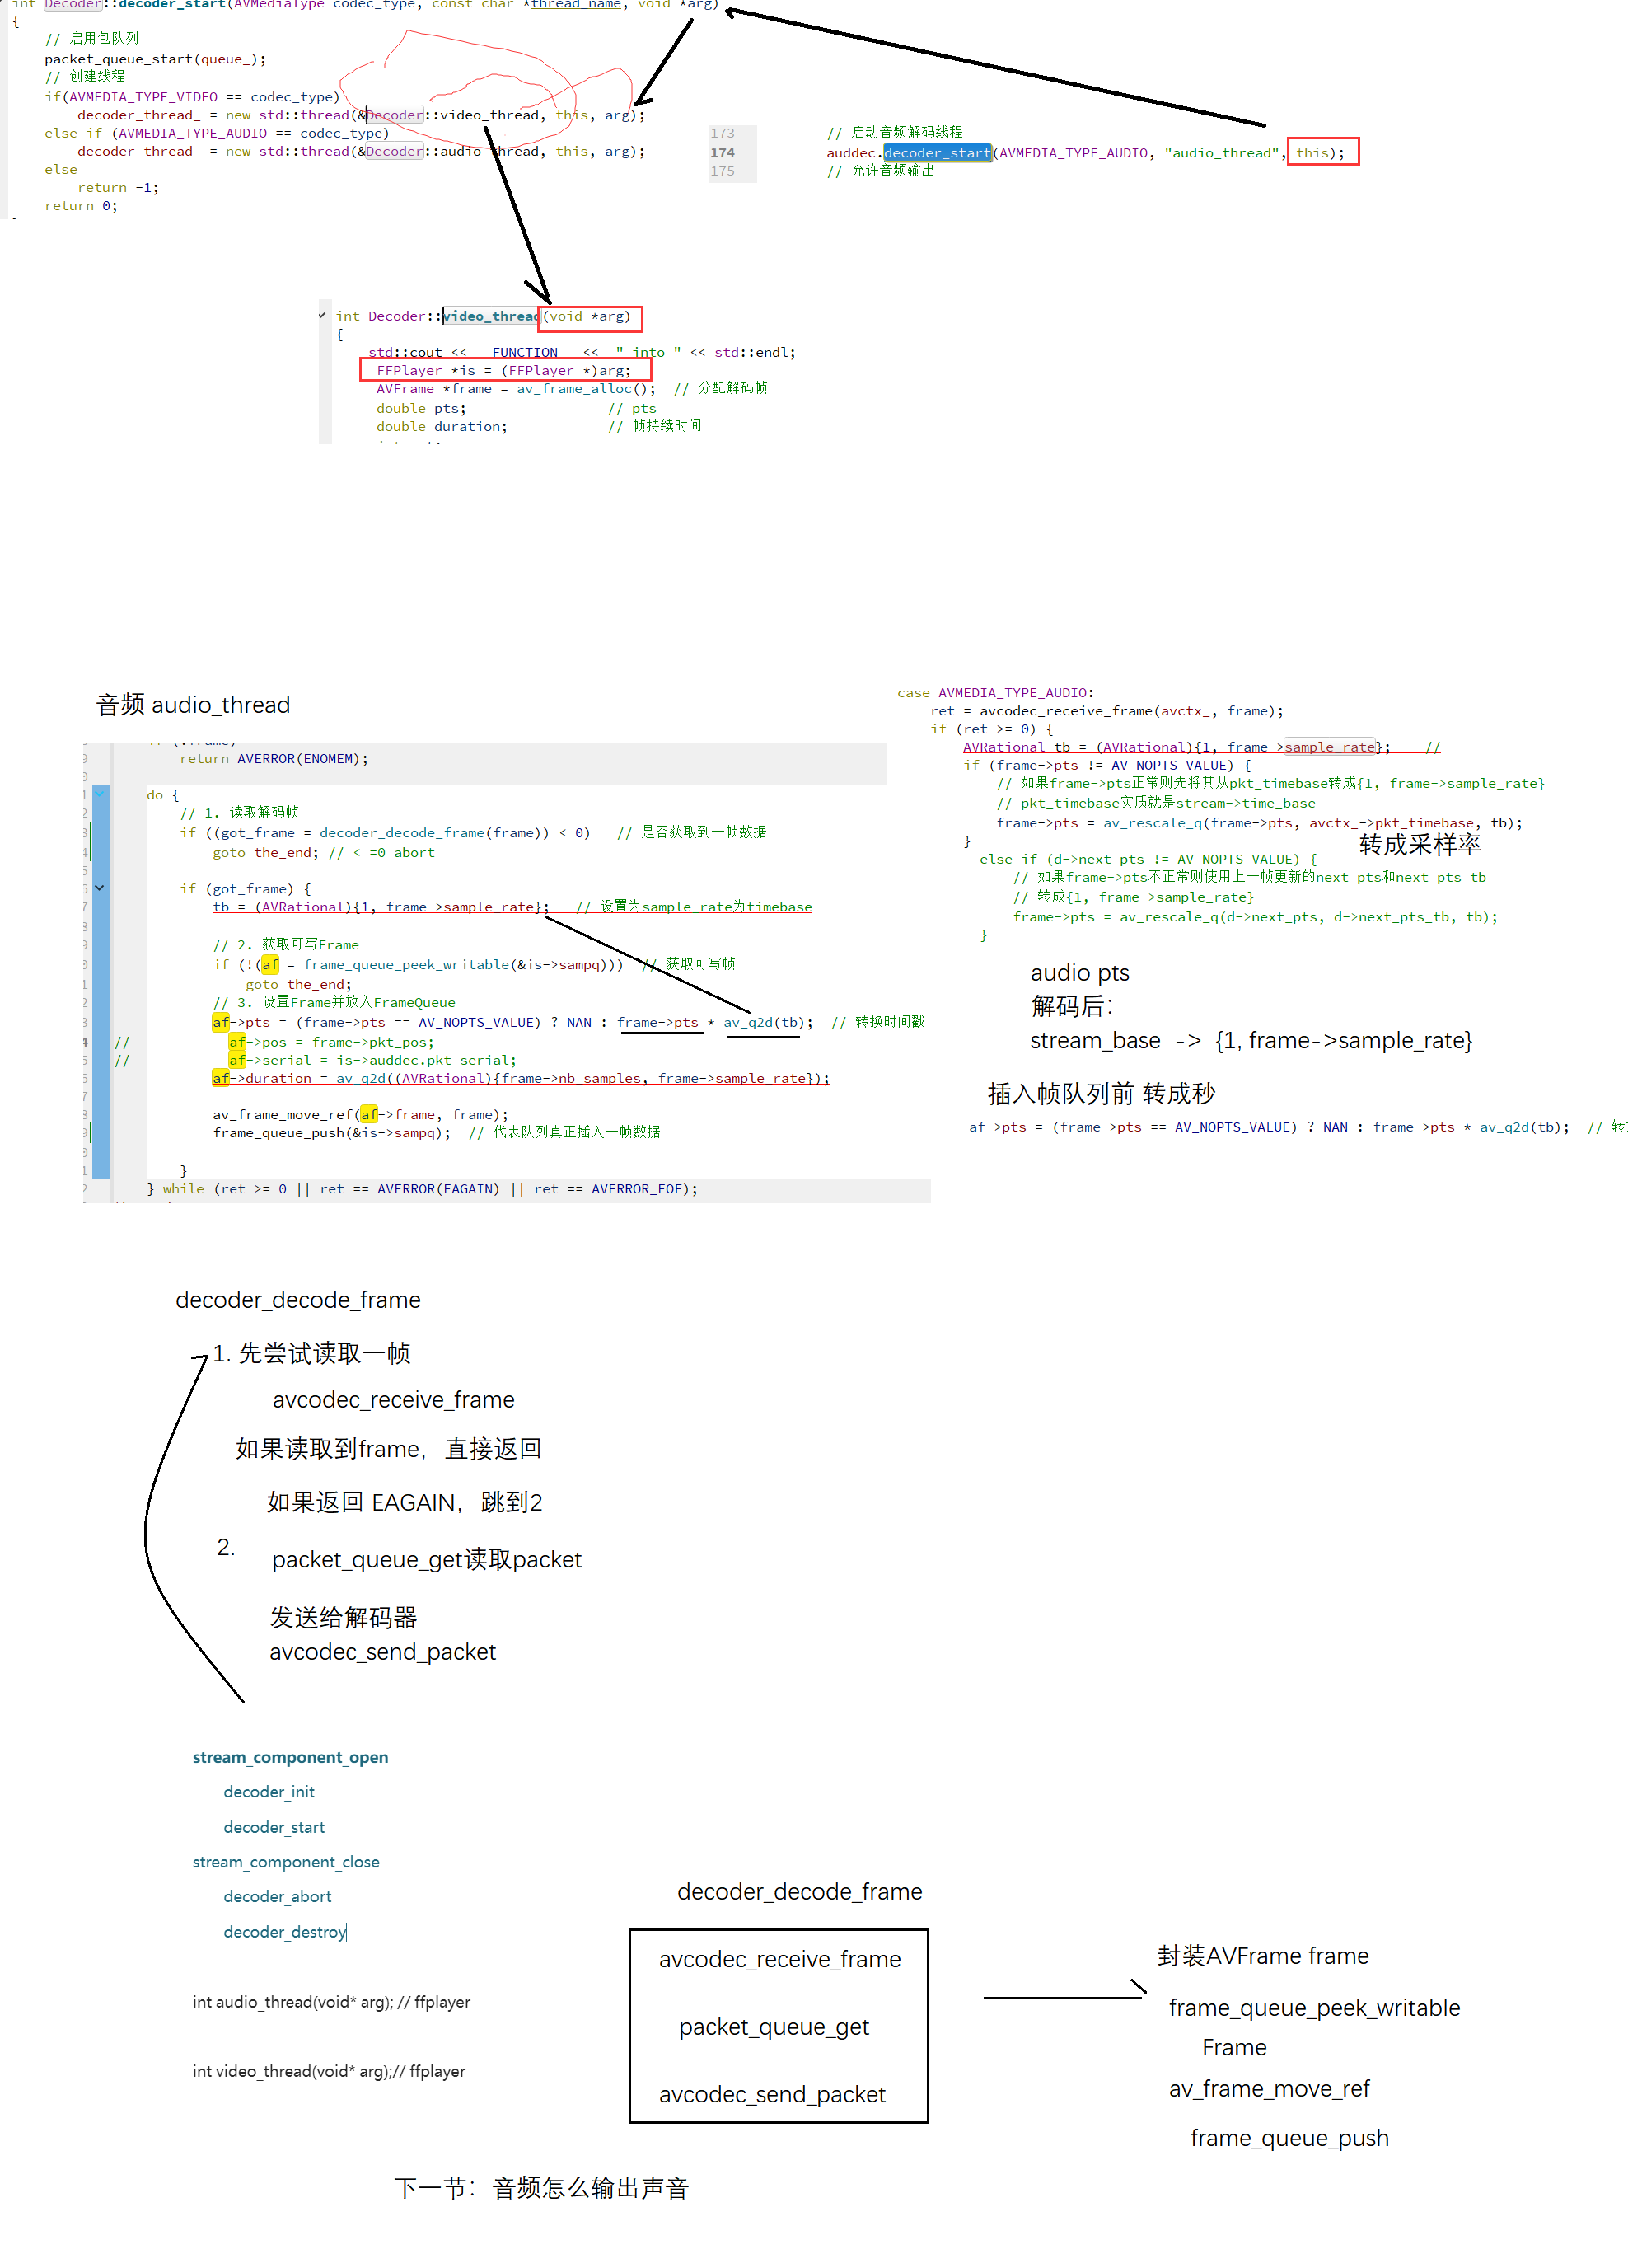 int Decoder::decoder_start(AVMediaType codec_type, const char *thread_name, void *arg)
{
// 启用包队列
packet_queue_start(queue_);
// 创建线程
if(AVMEDIA_TYPE_VIDEO == codec_type)
decoder_thread_ = new std::thread(&Decoder::video_thread, this, arg);
else if (AVMEDIA_TYPE_AUDIO == codec_type)
decoder_thread_ = new std::thread(&Decoder::audio_thread, this, arg);
else
return -1;
return 0;
173 // 启动音频解码线程
174 auddec.decoder_start(AVMEDIA_TYPE_AUDIO, "audio_thread", this);
175 // 允许音频输出
int Decoder::video_thread(void *arg)
{
std::cout << __FUNCTION__ << " into " << std::endl;
FFPlayer *is = (FFPlayer *)arg;
AVFrame *frame = av_frame_alloc(); // 分配解码帧
double pts; // pts
double duration; // 帧持续时间
音频 audio_thread
return AVERROR(ENOMEM);
do {
// 1. 读取解码帧
if ((got_frame = decoder_decode_frame(frame)) < 0) // 是否获取到一帧数据
goto the_end; // < =0 abort
if (got_frame) {
tb = (AVRational){1, frame->sample_rate}; // 设置为sample_rate为timebase
// 2. 获取可写Frame
if (!(af = frame_queue_peek_writable(&is->sampq))) // 获取可写帧
goto the_end;
// 3. 设置Frame并放入FrameQueue
af->pts = (frame->pts == AV_NOPTS_VALUE) ? NAN : frame->pts * av_q2d(tb); // 转换时间戳
// af->pos = frame->pkt_pos;
// af->serial = is->auddec.pkt_serial;
af->duration = av_q2d((AVRational){frame->nb_samples, frame->sample_rate});
av_frame_move_ref(af->frame, frame);
frame_queue_push(&is->sampq); // 代表队列真正插入一帧数据
}
} while (ret >= 0 || ret == AVERROR(EAGAIN) || ret == AVERROR_EOF);
case AVMEDIA_TYPE_AUDIO:
ret = avcodec_receive_frame(avctx_, frame);
if (ret >= 0) {
AVRational tb = (AVRational){1, frame->sample_rate}; //
if (frame->pts != AV_NOPTS_VALUE) {
// 如果frame->pts正常则先将其从pkt_timebase转成{1, frame->sample_rate}
// pkt_timebase实质就是stream->time_base
frame->pts = av_rescale_q(frame->pts, avctx_->pkt_timebase, tb);
}
转成采样率
else if (d->next_pts != AV_NOPTS_VALUE) {
// 如果frame->pts不正常则使用上一帧更新的next_pts和next_pts_tb
// 转成{1, frame->sample_rate}
frame->pts = av_rescale_q(d->next_pts, d->next_pts_tb, tb);
}
audio pts
解码后：
stream_base -> {1, frame->sample_rate}
插入帧队列前 转成秒
af->pts = (frame->pts == AV_NOPTS_VALUE) ? NAN : frame->pts * av_q2d(tb); // 转
decoder_decode_frame
1. 先尝试读取一帧
avcodec_receive_frame
如果读取到frame，直接返回
如果返回 EAGAIN，跳到2
2.
packet_queue_get读取packet
发送给解码器
avcodec_send_packet
stream_component_open
decoder_init
decoder_start
stream_component_close
decoder_abort
decoder_destroy
int audio_thread(void* arg); // ffplayer
int video_thread(void* arg);// ffplayer
decoder_decode_frame
avcodec_receive_frame
packet_queue_get
avcodec_send_packet
封装AVFrame frame
frame_queue_peek_writable
Frame
av_frame_move_ref
frame_queue_push
下一节：音频怎么输出声音